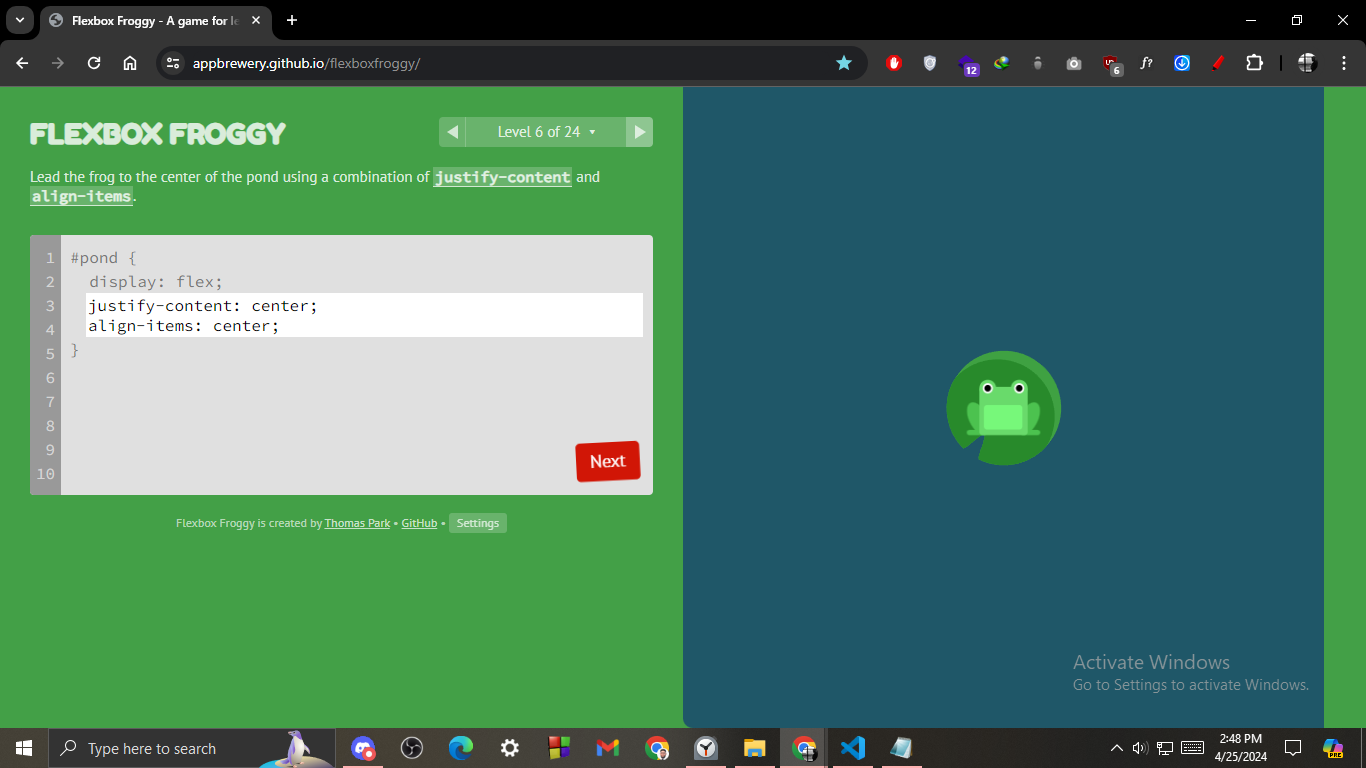 Flexbox Froggy - A game for le
appbrewery.github.io/flexboxfroggy/
12
6
f?
FLEXBOX FROGGY
Level 6 of 24
Lead the frog to the center of the pond using a combination of justify-content and
align-items.
1 #pond {
2 display: flex;
3 justify-content: center;
4 align-items: center;
5 }
6
7
8
9
10
Next
Flexbox Froggy is created by Thomas Park • GitHub • Settings
Activate Windows
Go to Settings to activate Windows.
Type here to search
2:48 PM
4/25/2024
PRE